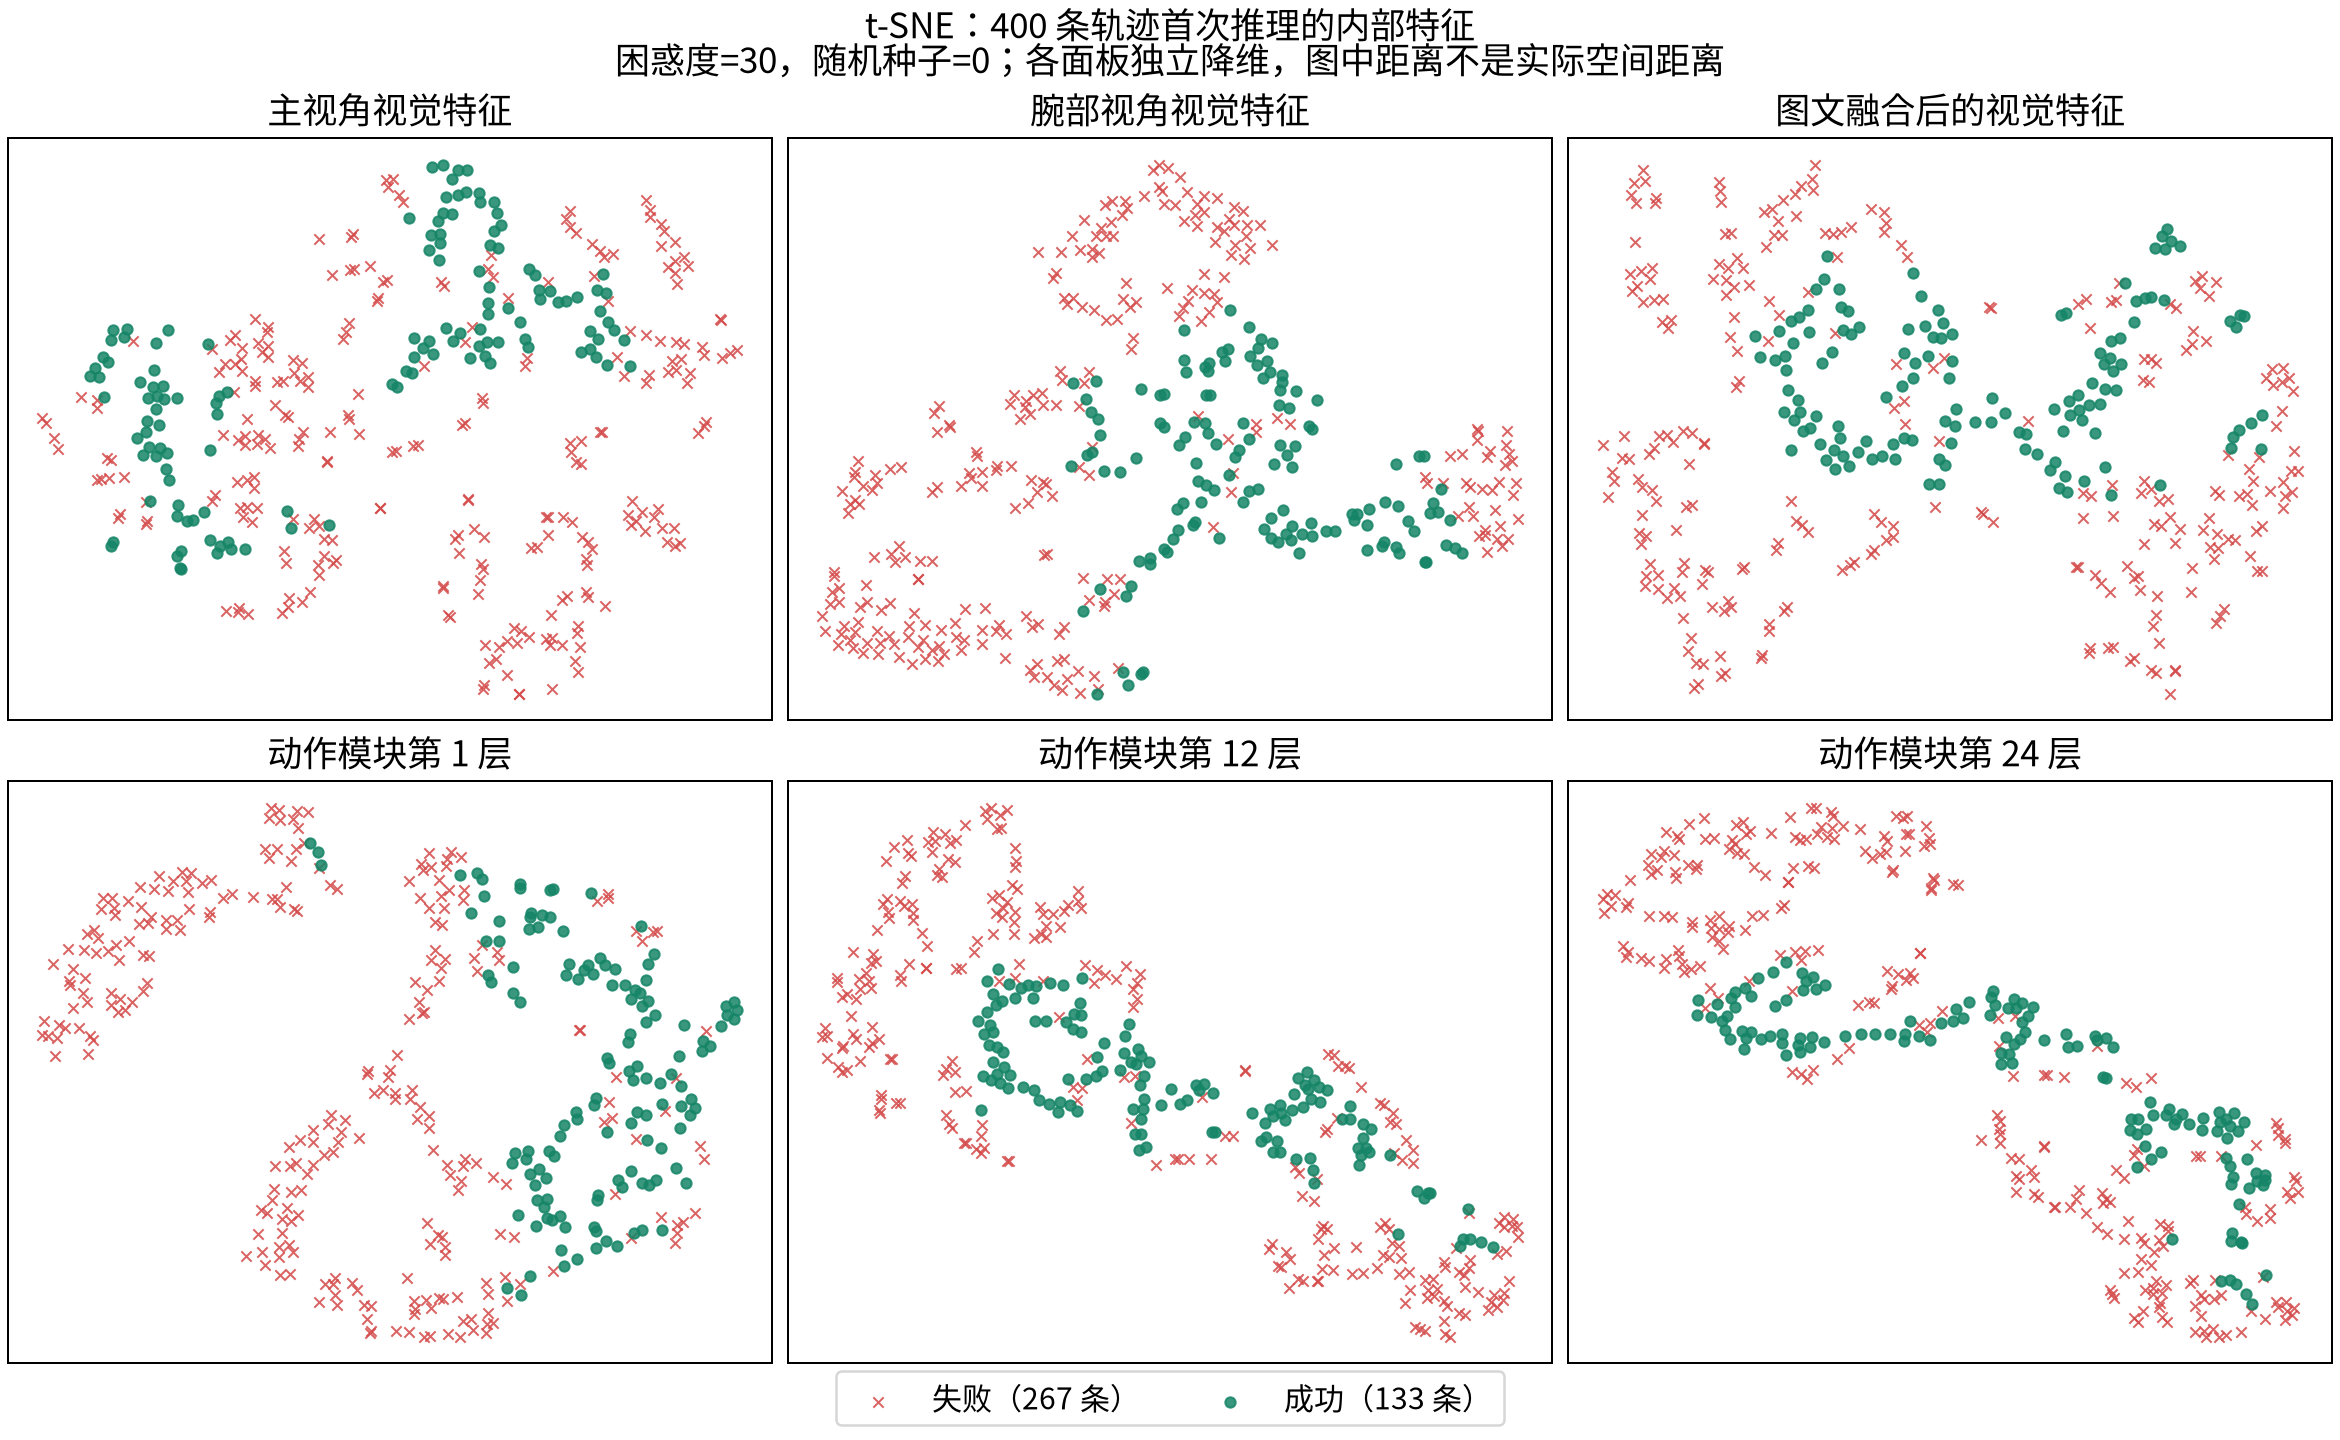 t-SNE：400 条轨迹首次推理的内部特征
困惑度=30，随机种子=0；各面板独立降维，图中距离不是实际空间距离
主视角视觉特征
腕部视角视觉特征
图文融合后的视觉特征
动作模块第 1 层
动作模块第 12 层
动作模块第 24 层
失败（267 条）
成功（133 条）